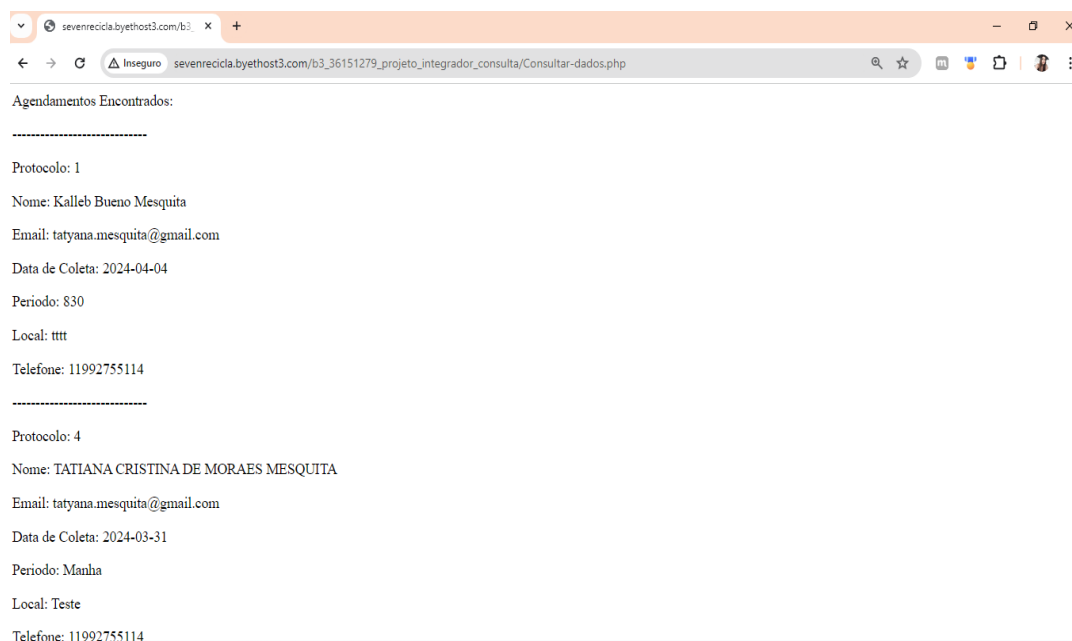 sevenrecicla.byethost3.com/b3_
Inseguro
sevenrecicla.byethost3.com/b3_36151279_projeto_integrador_consulta/Consultar-dados.php
Agendamentos Encontrados:
-----------------------------
Protocolo: 1
Nome: Kalleb Bueno Mesquita
Email: tatyana.mesquita@gmail.com
Data de Coleta: 2024-04-04
Periodo: 830
Local: tttt
Telefone: 11992755114
-----------------------------
Protocolo: 4
Nome: TATIANA CRISTINA DE MORAES MESQUITA
Email: tatyana.mesquita@gmail.com
Data de Coleta: 2024-03-31
Periodo: Manha
Local: Teste
Telefone: 11992755114